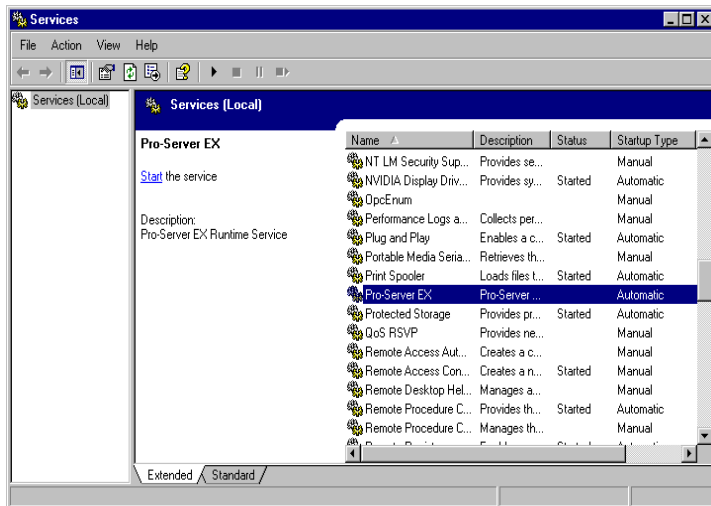 Services
File Action View Help
Services (Local)
Services (Local)
Pro-Server EX
Start the service
Description:
Pro-Server EX Runtime Service
Name Description Status Startup Type
NT LM Security Sup... Provides se... Manual
NVIDIA Display Driv... Provides sy... Started Automatic
OpcEnum Manual
Performance Logs a... Collects per... Manual
Plug and Play Enables a c... Started Automatic
Portable Media Seria... Retrieves th... Manual
Print Spooler Loads files t... Started Automatic
Pro-Server EX Pro-Server ... Automatic
Protected Storage Provides pr... Started Automatic
QoS RSVP Provides ne... Manual
Remote Access Aut... Creates a c... Manual
Remote Access Con... Creates a n... Started Manual
Remote Desktop Hel... Manages a... Manual
Remote Procedure C... Provides th... Started Automatic
Remote Procedure C... Manages th... Manual
Extended Standard